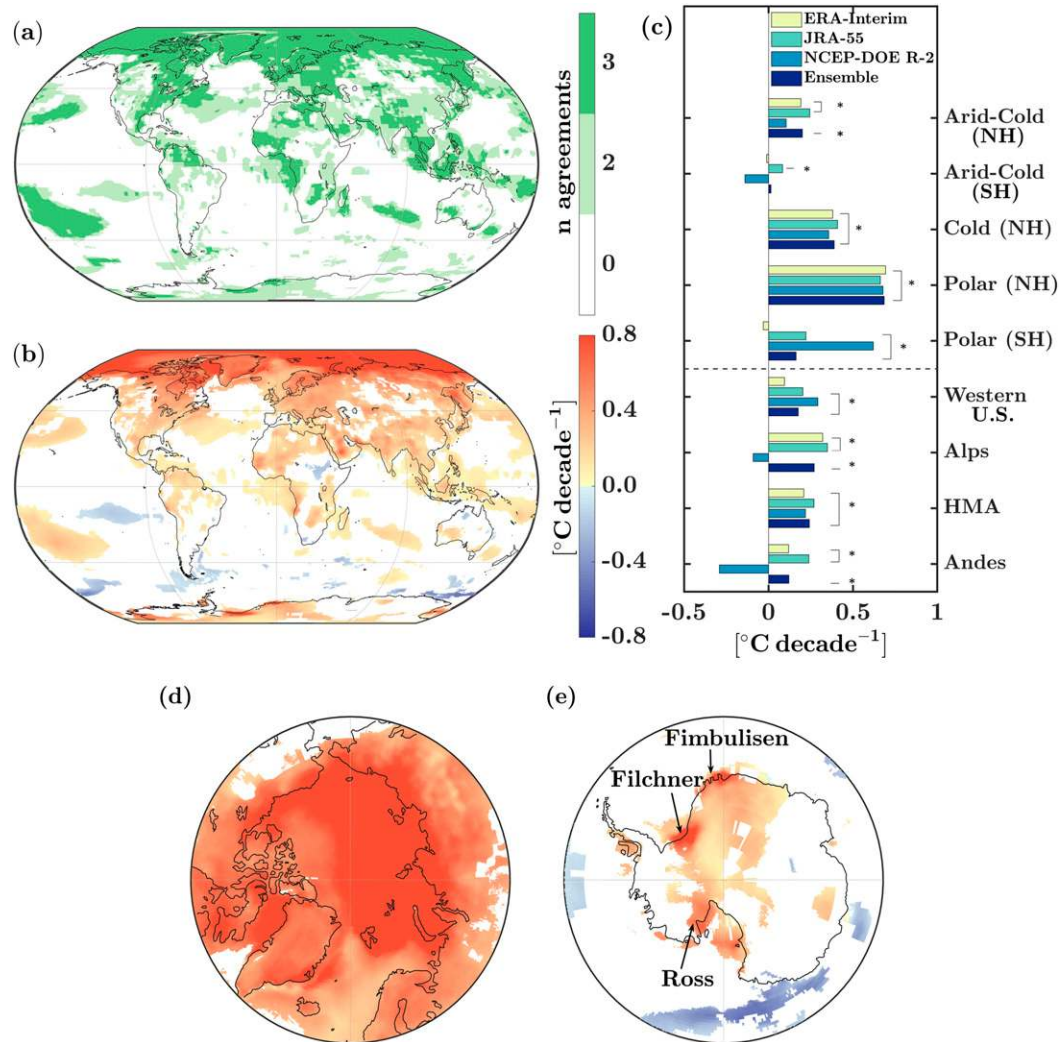 (a)
3
2
0
n agreements
(b)
0.8
0.4
0.0
-0.4
-0.8
[°C decade⁻¹]
(c)
ERA-Interim
JRA-55
NCEP-DOE R-2
Ensemble
Arid-Cold
(NH)
*
*
Arid-Cold
(SH)
*
Cold (NH)
*
Polar (NH)
*
Polar (SH)
*
Western
U.S.
*
Alps
*
*
HMA
*
Andes
*
*
-0.5
0
0.5
1
[°C decade⁻¹]
(d)
(e)
Fimbulisen
Filchner
Ross